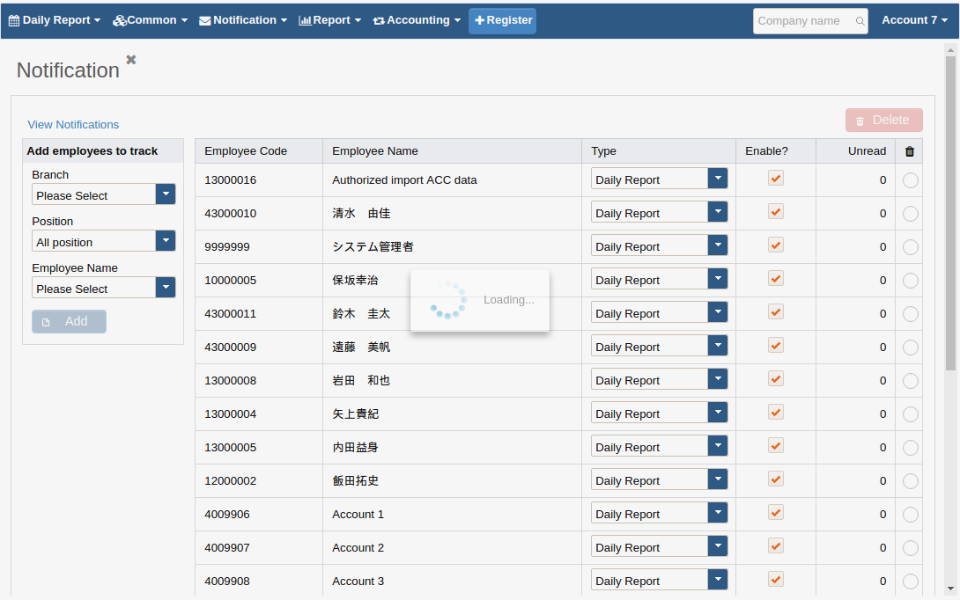 Daily Report Common Notification Report Accounting Register Company name Account 7
Notification
View Notifications Delete
Add employees to track
Branch
Please Select
Position
All position
Employee Name
Please Select
Add
Employee Code Employee Name Type Enable? Unread
13000016 Authorized import ACC data Daily Report 0
43000010 清水　由佳 Daily Report 0
9999999 システム管理者 Daily Report 0
10000005 保坂幸治 Daily Report 0
43000011 鈴木　圭太 Daily Report 0
43000009 遠藤　美帆 Daily Report 0
13000008 岩田　和也 Daily Report 0
13000004 矢上貴紀 Daily Report 0
13000005 内田益身 Daily Report 0
12000002 飯田拓史 Daily Report 0
4009906 Account 1 Daily Report 0
4009907 Account 2 Daily Report 0
4009908 Account 3 Daily Report 0
Loading...